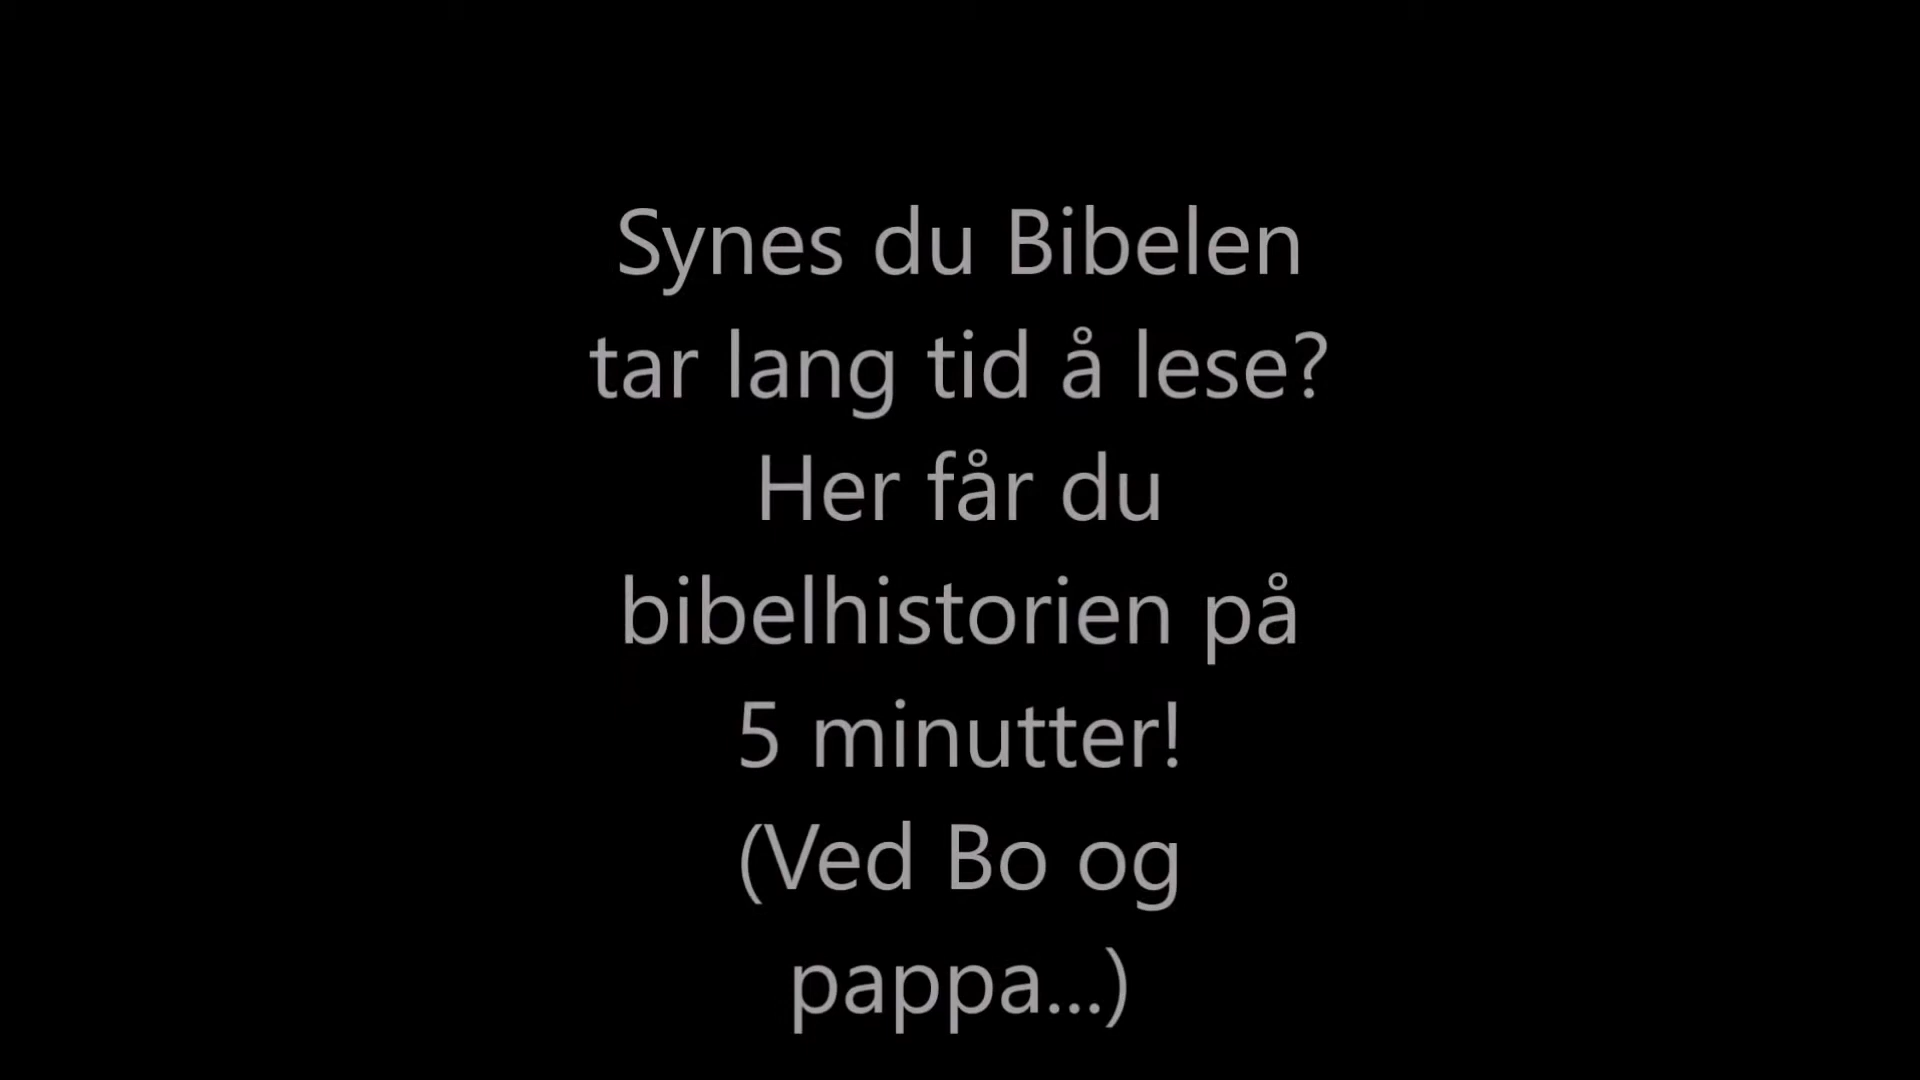 Synes du Bibelen
tar lang tid å lese?
Her får du
bibelhistorien på
5 minutter!
(Ved Bo og
pappa...)